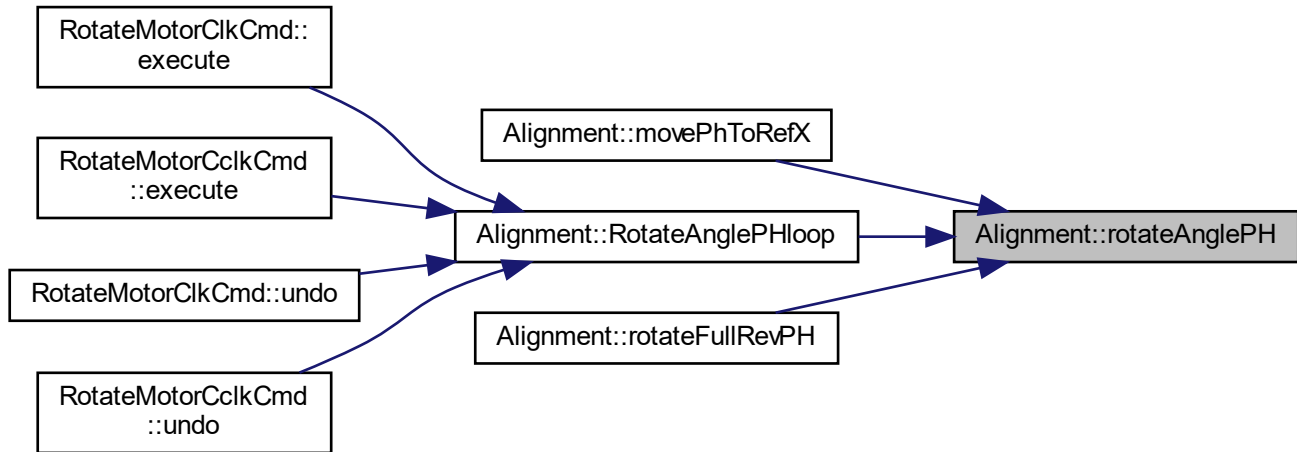 RotateMotorClkCmd::
execute
RotateMotorCclkCmd
::execute
RotateMotorClkCmd::undo
RotateMotorCclkCmd
::undo
Alignment::movePhToRefX
Alignment::RotateAnglePHloop
Alignment::rotateFullRevPH
Alignment::rotateAnglePH